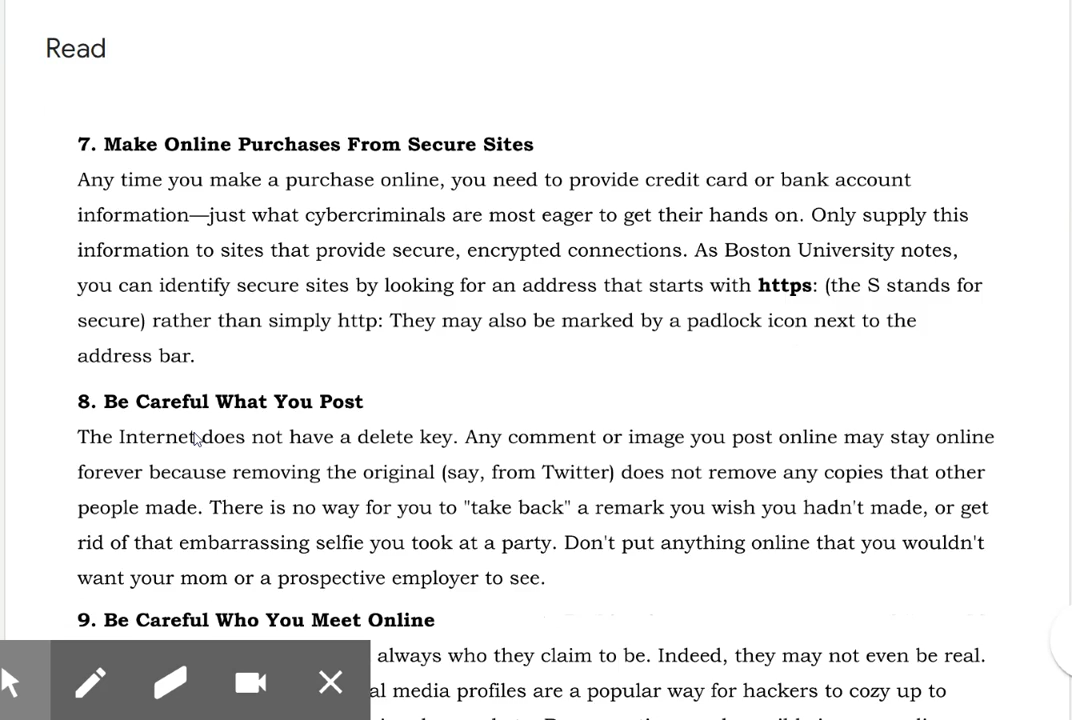 Read
7. Make Online Purchases From Secure Sites
Any time you make a purchase online, you need to provide credit card or bank account
information—just what cybercriminals are most eager to get their hands on. Only supply this
information to sites that provide secure, encrypted connections. As Boston University notes,
you can identify secure sites by looking for an address that starts with https: (the S stands for
secure) rather than simply http: They may also be marked by a padlock icon next to the
address bar.
8. Be Careful What You Post
The Internet does not have a delete key. Any comment or image you post online may stay online
forever because removing the original (say, from Twitter) does not remove any copies that other
people made. There is no way for you to "take back" a remark you wish you hadn't made, or get
rid of that embarrassing selfie you took at a party. Don't put anything online that you wouldn't
want your mom or a prospective employer to see.
9. Be Careful Who You Meet Online
always who they claim to be. Indeed, they may not even be real.
media profiles are a popular way for hackers to cozy up to